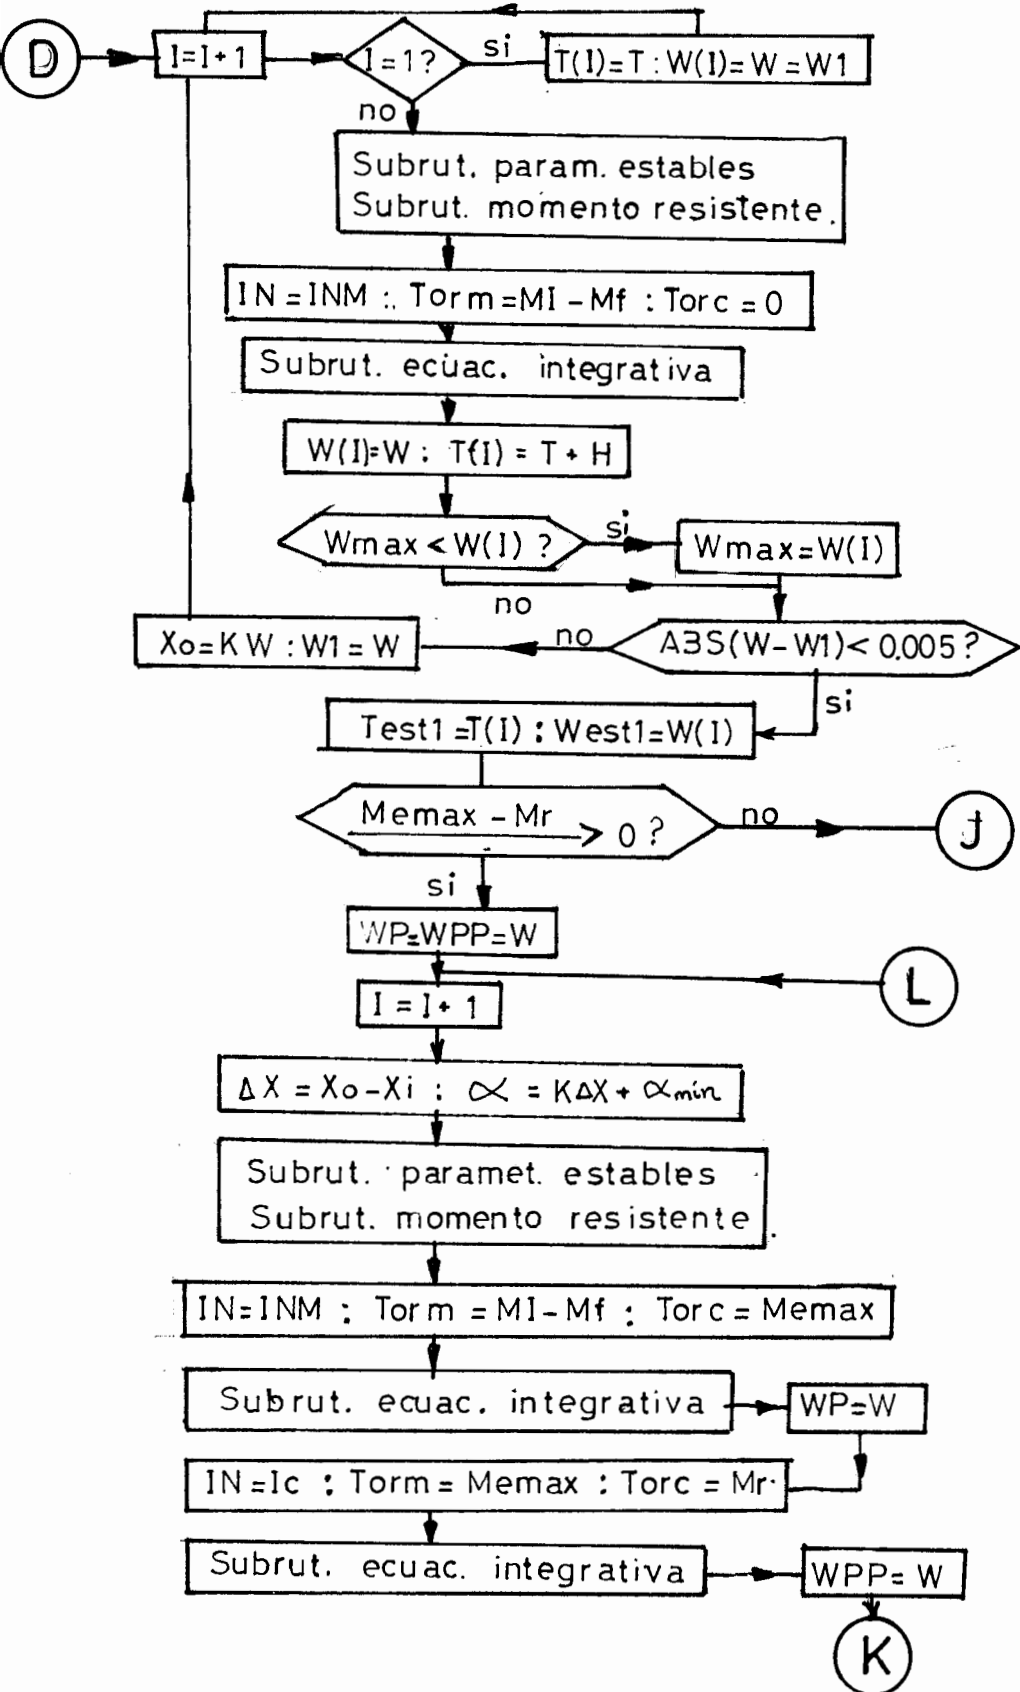 D
I=I+1
I=1?
si
T(I)=T:W(I)=W=W1
no
Subrut. param. estables
Subrut. momento resistente.
IN=INM : Torm=MI-Mf : Torc=0
Subrut. ecuac. integrativa
W(I)=W : T(I)=T+H
Wmax<W(I) ?
si
Wmax=W(I)
no
Xo=KW : W1=W
no
ABS(W-W1)<0.005?
si
Test1=T(I) : West1=W(I)
Memax-Mr > 0?
no
J
si
WP=WPP=W
L
I=I+1
ΔX = Xo-Xi : α = KΔX+αmin
Subrut. paramet. estables
Subrut. momento resistente.
IN=INM : Torm = MI-Mf : Torc = Memax
Subrut. ecuac. integrativa
WP=W
IN=Ic : Torm = Memax : Torc = Mr.
Subrut. ecuac. integrativa
WPP= W
K